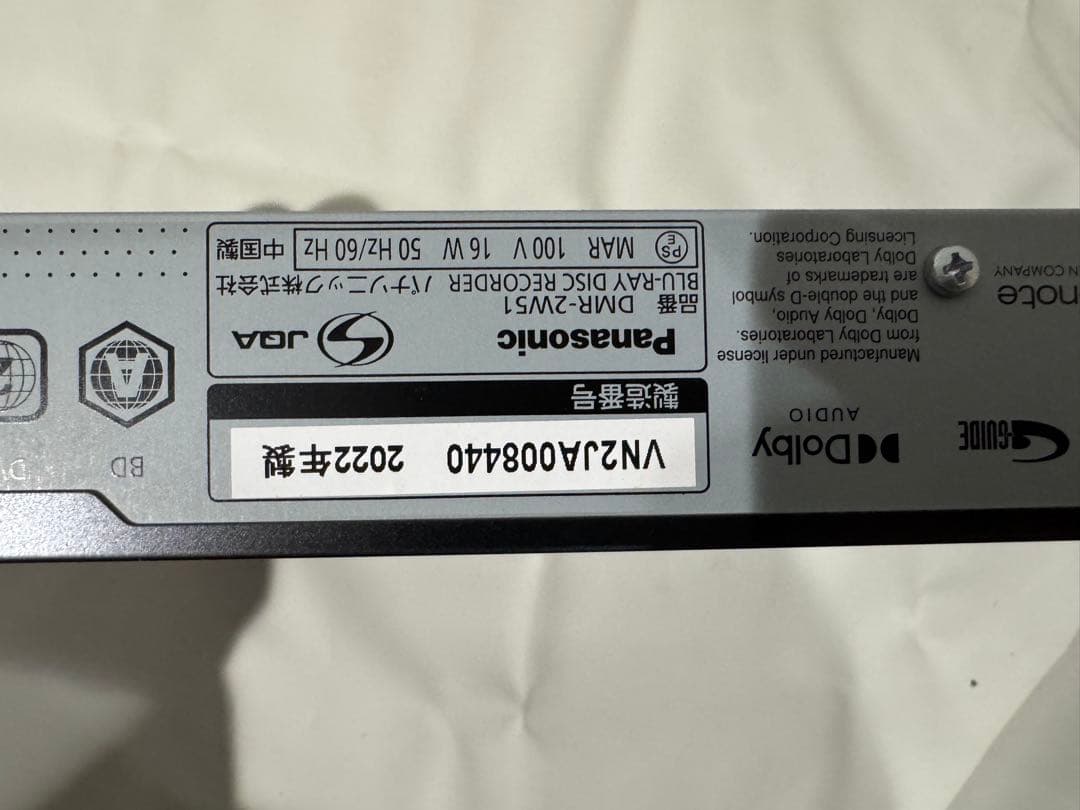 note
N COMPANY
G-GUIDE
Dolby
AUDIO
Manufactured under license
from Dolby Laboratories.
Dolby, Dolby Audio,
and the double-D symbol
are trademarks of
Dolby Laboratories
Licensing Corporation.
VN2JA008440 2022年製
製造番号
Panasonic
JQA
品番 DMR-2W51
BLU-RAY DISC RECORDER パナソニック株式会社
PS
E
MAR 100 V 16 W 50 Hz/60 Hz
中国製
BD
A